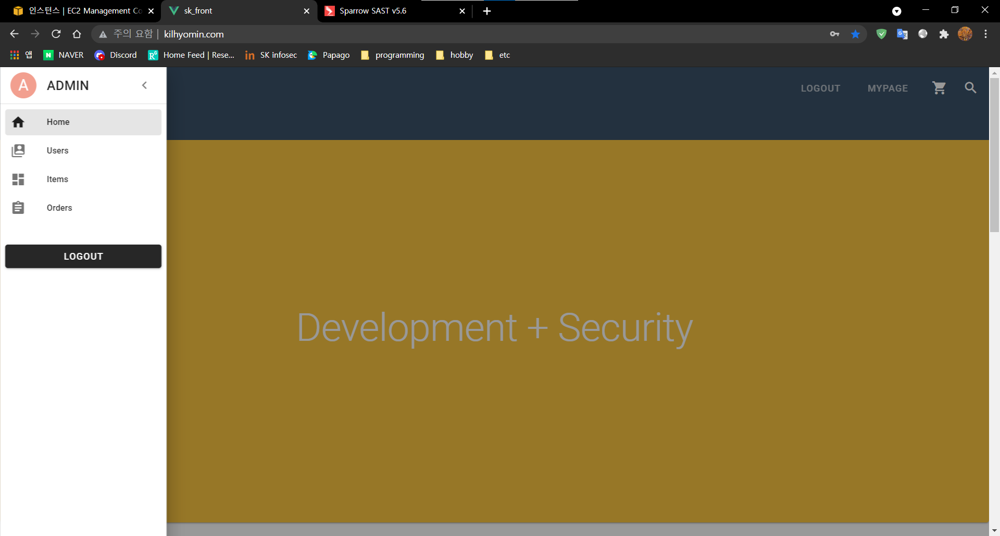 인스턴스 | EC2 Management Co
sk_front
Sparrow SAST v5.6
주의 요함 | kilhyomin.com
앱
NAVER
Discord
Home Feed | Rese...
SK infosec
Papago
programming
hobby
etc
A
ADMIN
LOGOUT
MYPAGE
Home
Users
Items
Orders
LOGOUT
Development + Security